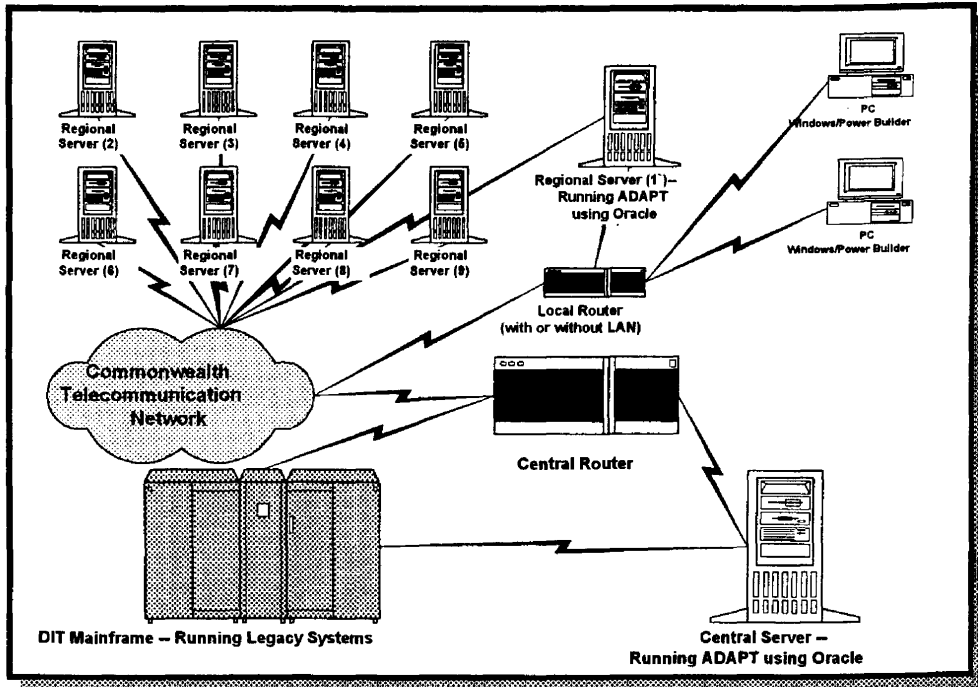 Regional
Server (2)
Regional
Server (3)
Regional
Server (4)
Regional
Server (5)
PC
Windows/Power Builder
Regional Server (1`)--
Running ADAPT
using Oracle
Regional
Server (6)
Regional
Server (7)
Regional
Server (8)
Regional
Server (9)
PC
Windows/Power Builder
Local Router
(with or without LAN)
Commonwealth
Telecommunication
Network
Central Router
DIT Mainframe -- Running Legacy Systems
Central Server --
Running ADAPT using Oracle